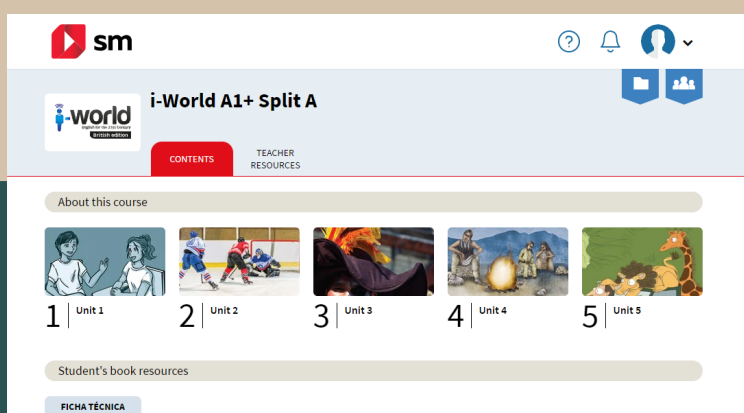 sm
?
i-World A1+ Split A
i-world
English for the 21st Century
British edition
CONTENTS
TEACHER
RESOURCES
About this course
1 Unit 1
2 Unit 2
3 Unit 3
4 Unit 4
5 Unit 5
Student's book resources
FICHA TÉCNICA